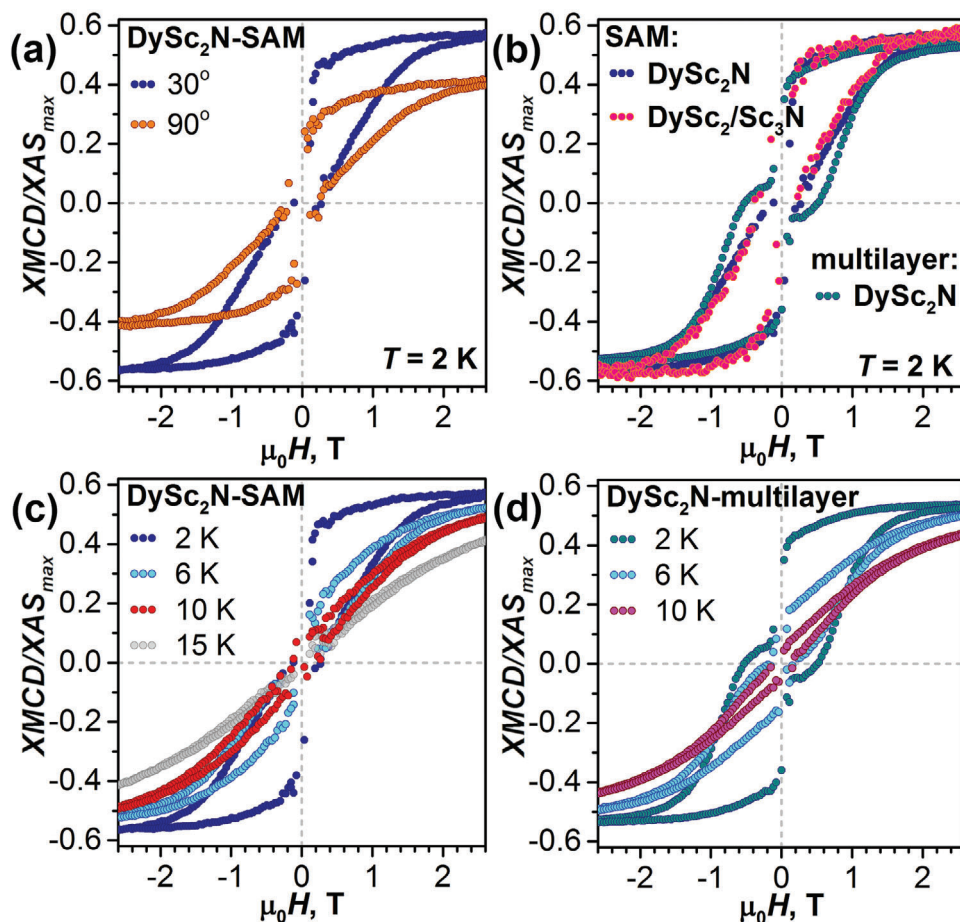 (a)
DySc₂N-SAM
30°
90°
T = 2 K
XMCD/XASmax
0.6
0.4
0.2
0.0
-0.2
-0.4
-0.6
-2
-1
0
1
2
μ₀H, T
(b)
SAM:
DySc₂N
DySc₂/Sc₃N
multilayer:
DySc₂N
T = 2 K
XMCD/XASmax
0.6
0.4
0.2
0.0
-0.2
-0.4
-0.6
-2
-1
0
1
2
μ₀H, T
(c)
DySc₂N-SAM
2 K
6 K
10 K
15 K
XMCD/XASmax
0.6
0.4
0.2
0.0
-0.2
-0.4
-0.6
-2
-1
0
1
2
μ₀H, T
(d)
DySc₂N-multilayer
2 K
6 K
10 K
XMCD/XASmax
0.6
0.4
0.2
0.0
-0.2
-0.4
-0.6
-2
-1
0
1
2
μ₀H, T